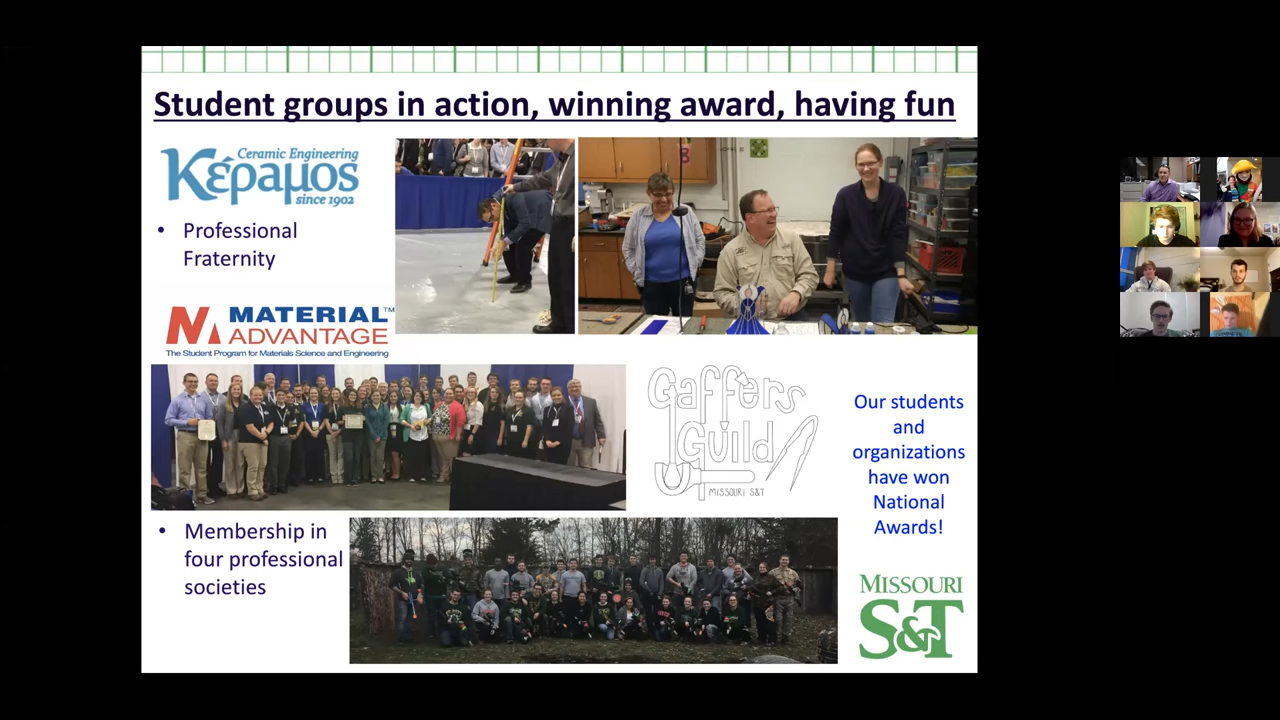 Student groups in action, winning award, having fun
Ceramic Engineering
Κέραμος
since 1902
• Professional
Fraternity
MATERIAL™
ADVANTAGE
The Student Program for Materials Science and Engineering
Gaffers
Guild
MISSOURI S&T
Our students
and
organizations
have won
National
Awards!
• Membership in
four professional
societies
MISSOURI
S&T